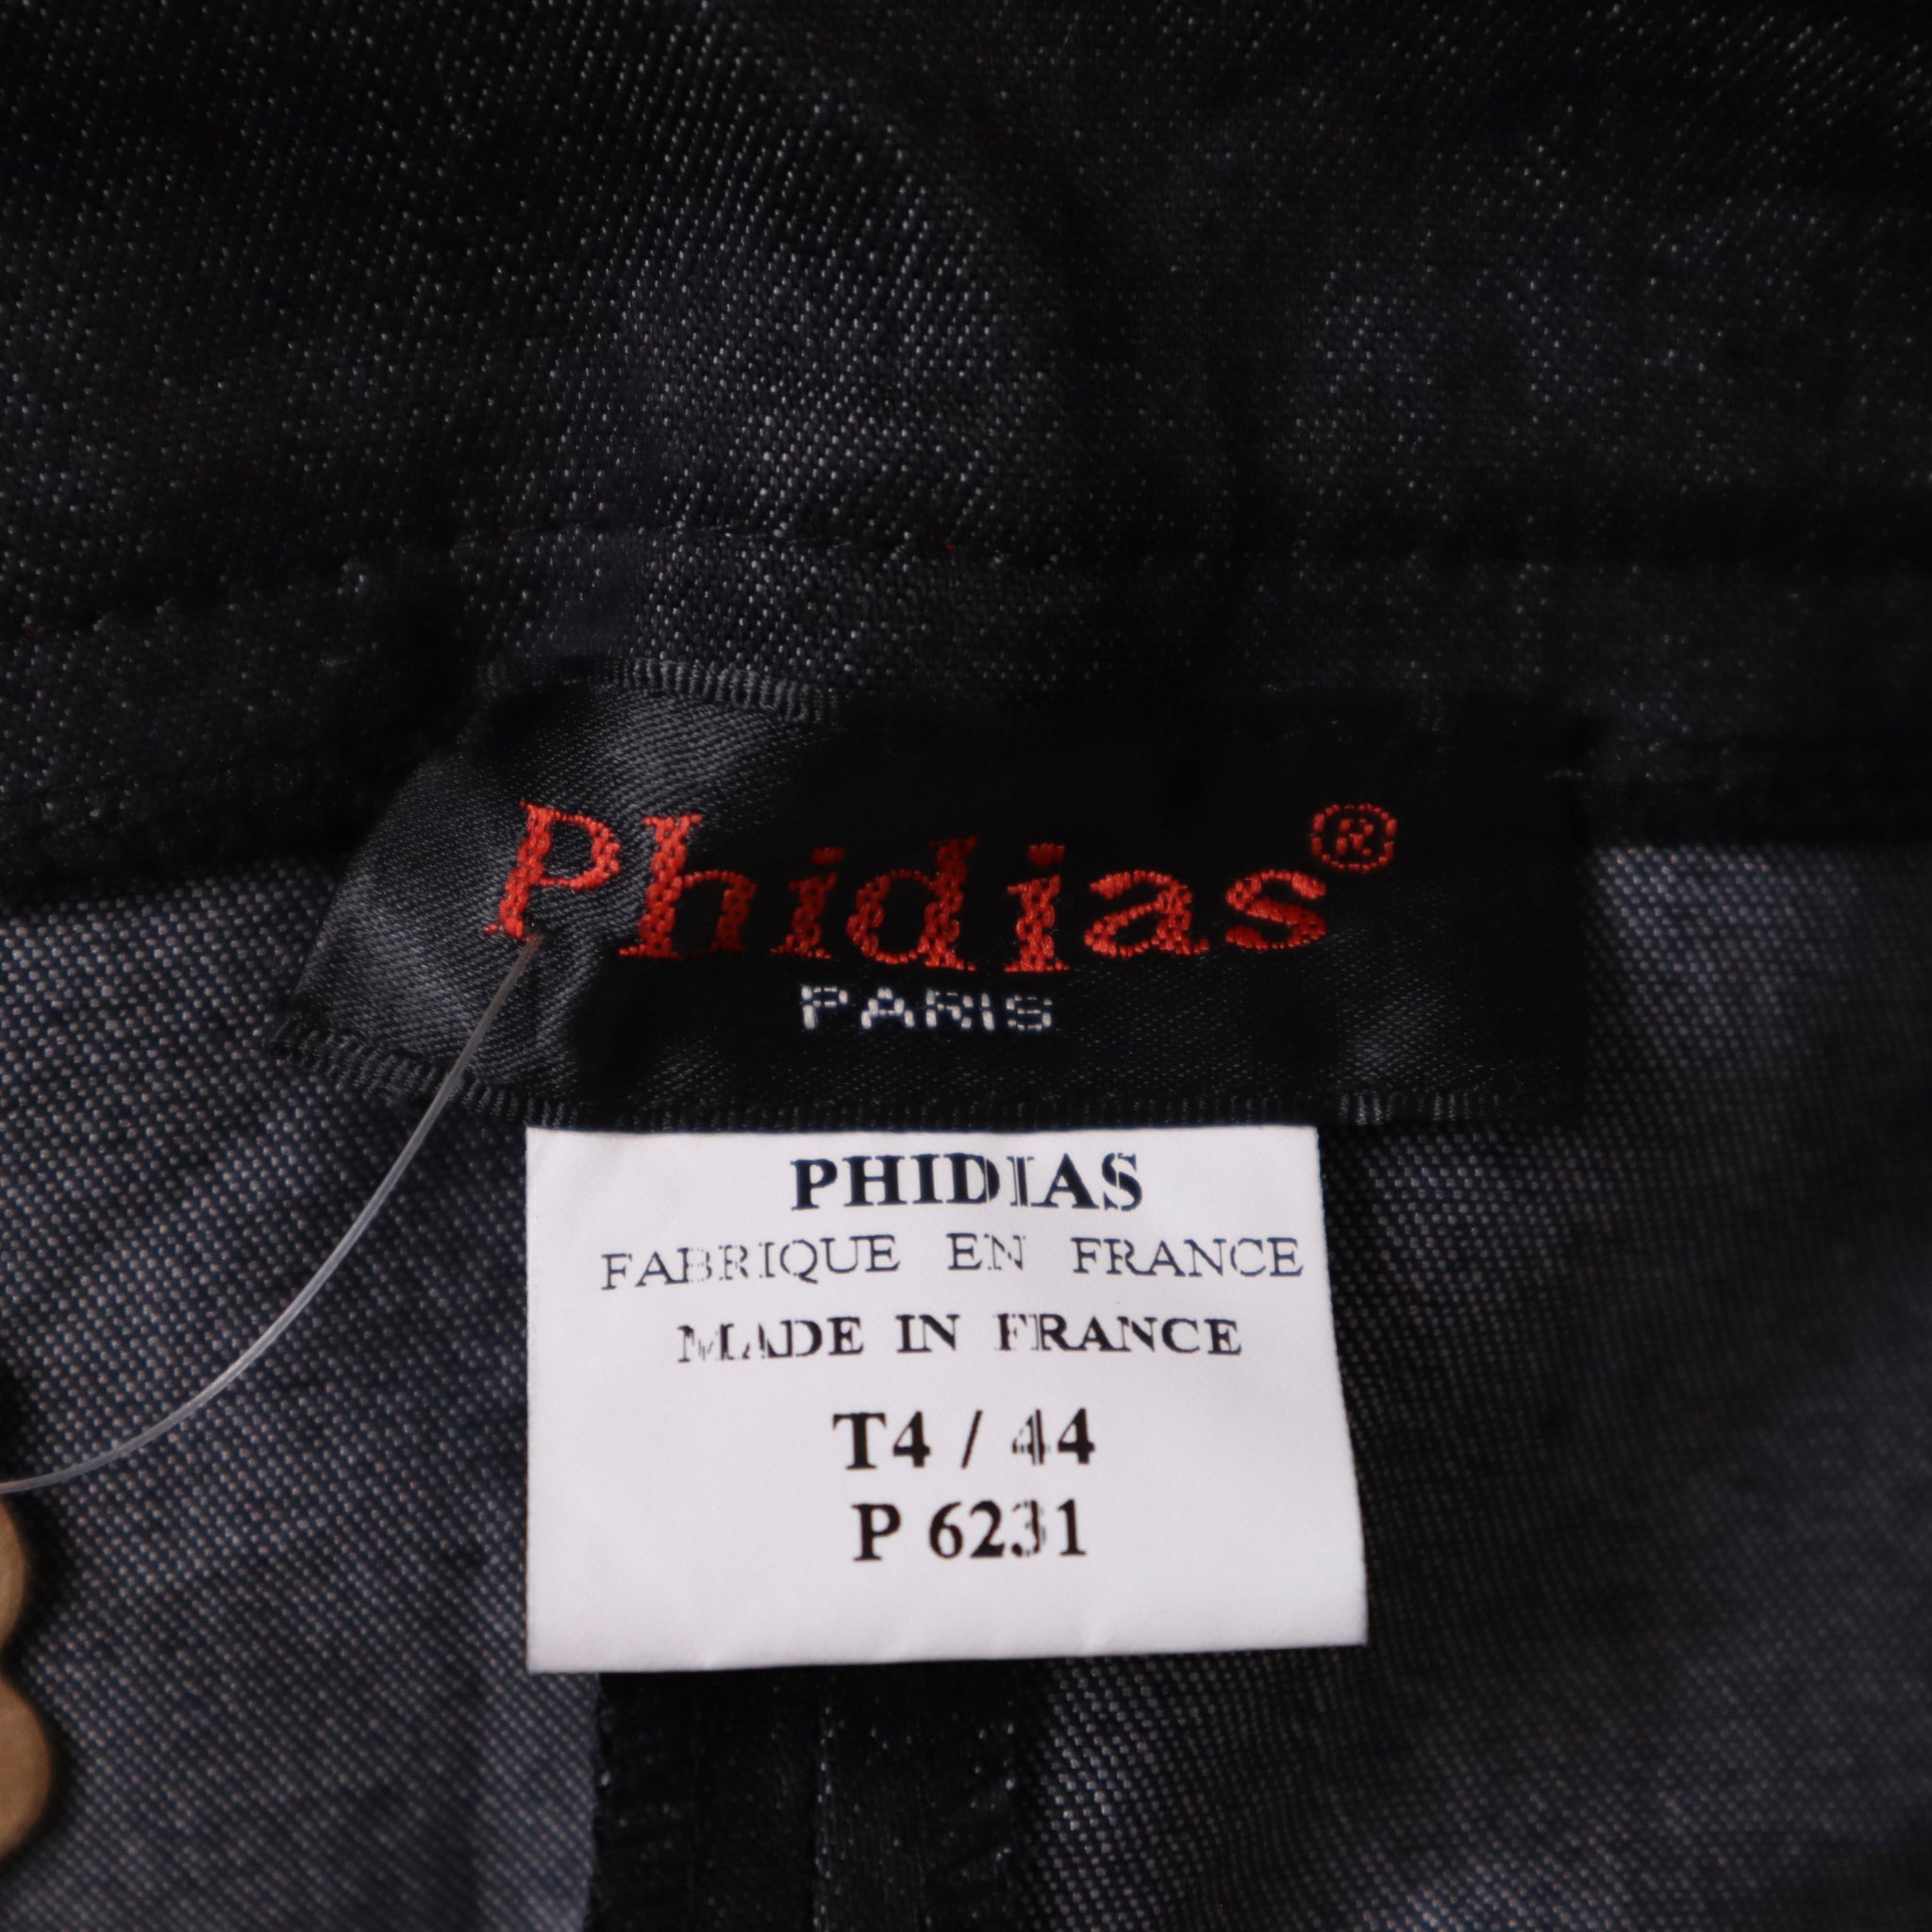 Phidias®
PARIS
PHIDIAS
FABRIQUE EN FRANCE
MADE IN FRANCE
T4 / 44
P 6231